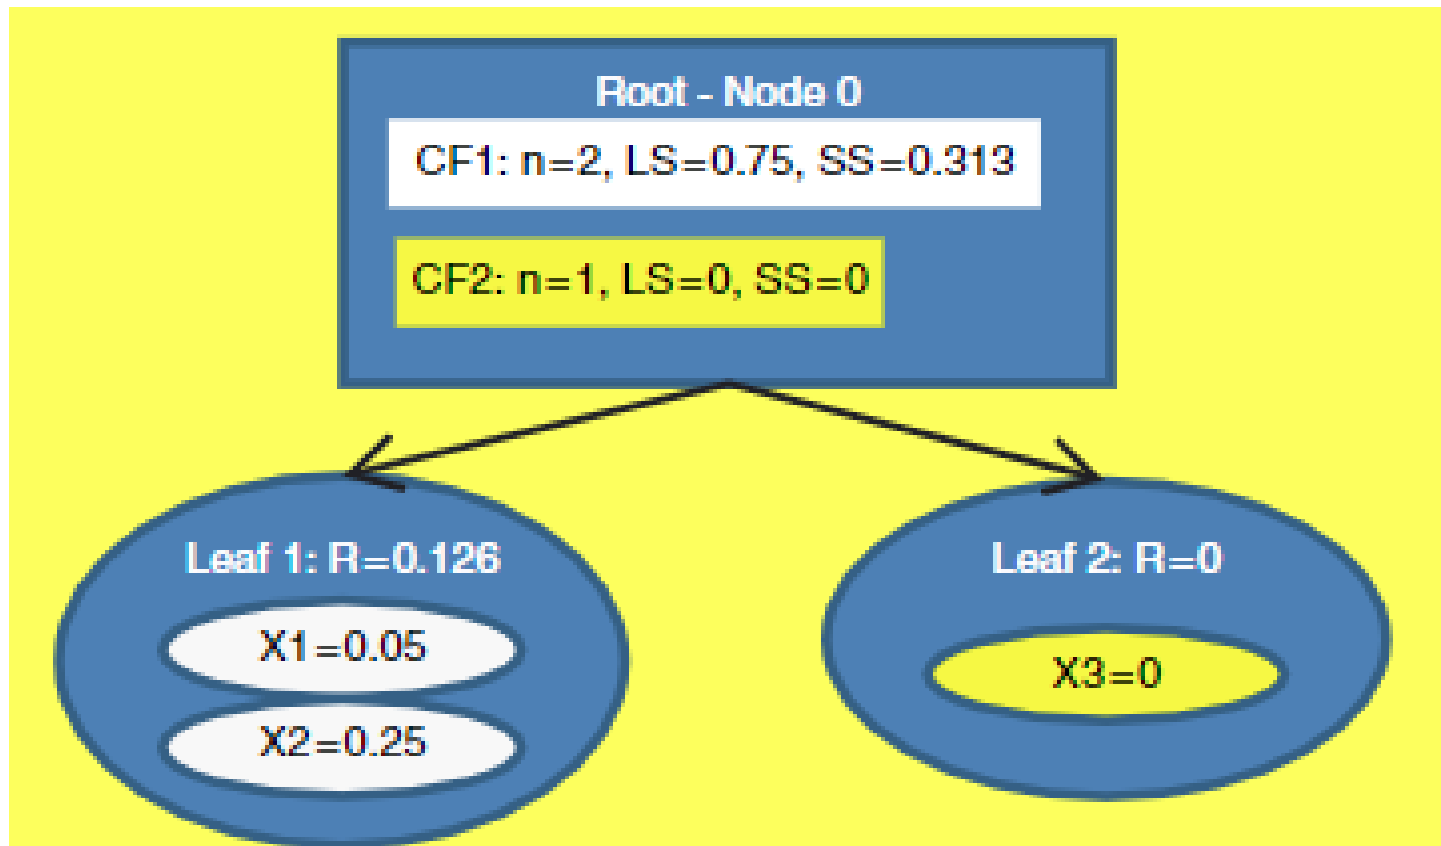 Root - Node 0
CF1: n=2, LS=0.75, SS=0.313
CF2: n=1, LS=0, SS=0
Leaf 1: R=0.126
X1=0.05
X2=0.25
Leaf 2: R=0
X3=0